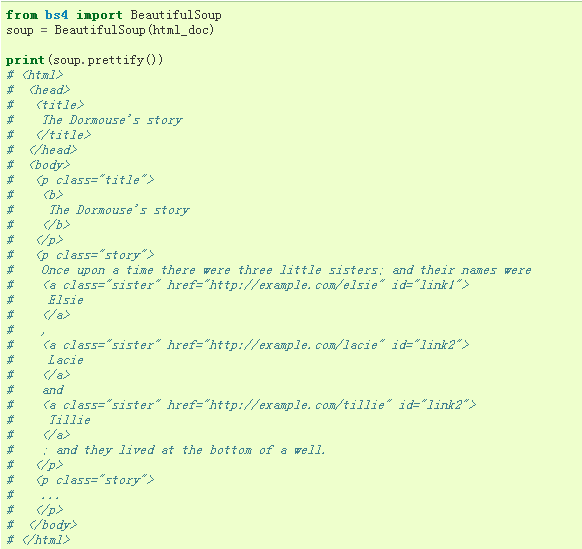 from bs4 import BeautifulSoup
soup = BeautifulSoup(html_doc)
print(soup.prettify())
# <html>
#  <head>
#   <title>
#    The Dormouse's story
#   </title>
#  </head>
#  <body>
#   <p class="title">
#    <b>
#     The Dormouse's story
#    </b>
#   </p>
#   <p class="story">
#    Once upon a time there were three little sisters; and their names were
#    <a class="sister" href="http://example.com/elsie" id="link1">
#     Elsie
#    </a>
#    ,
#    <a class="sister" href="http://example.com/lacie" id="link2">
#     Lacie
#    </a>
#    and
#    <a class="sister" href="http://example.com/tillie" id="link2">
#     Tillie
#    </a>
#    ; and they lived at the bottom of a well.
#   </p>
#   <p class="story">
#    ...
#   </p>
#  </body>
# </html>